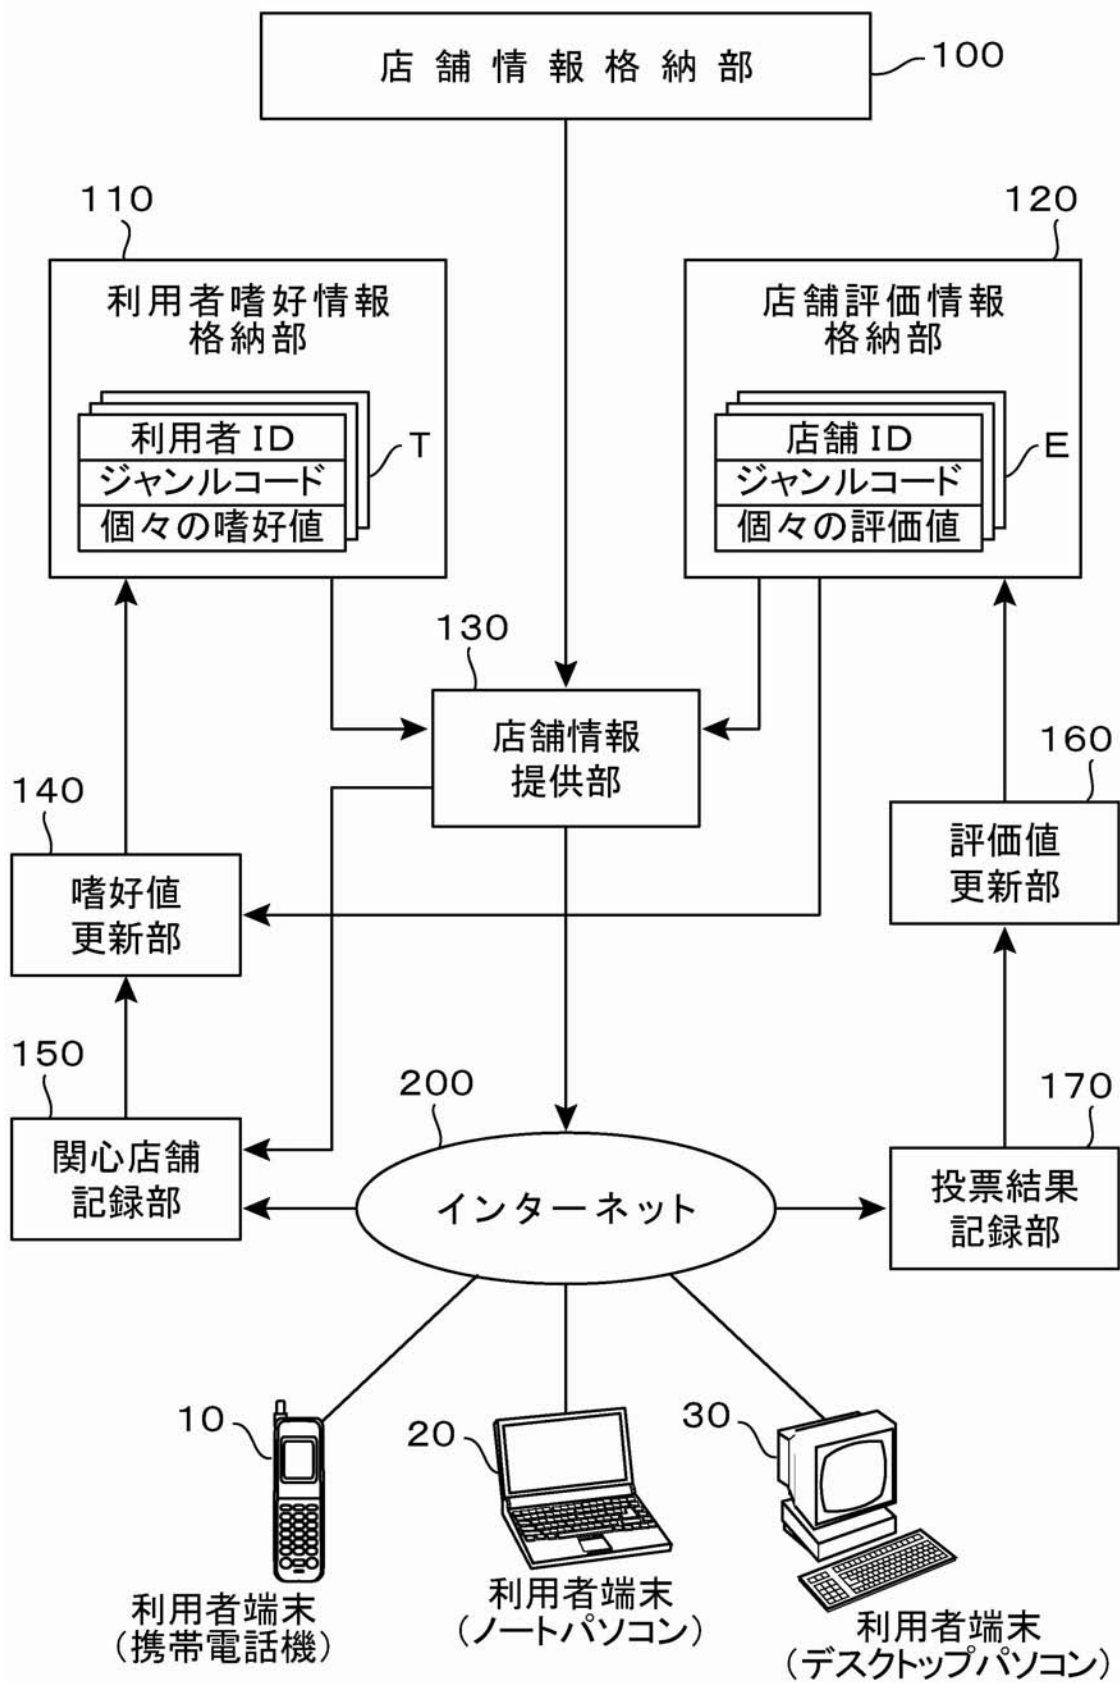 店舗情報格納部
100
110
利用者嗜好情報
格納部
利用者 ID
ジャンルコード
個々の嗜好値
T
120
店舗評価情報
格納部
店舗 ID
ジャンルコード
個々の評価値
E
130
店舗情報
提供部
140
嗜好値
更新部
160
評価値
更新部
150
関心店舗
記録部
200
インターネット
170
投票結果
記録部
10
利用者端末
(携帯電話機)
20
利用者端末
(ノートパソコン)
30
利用者端末
(デスクトップパソコン)